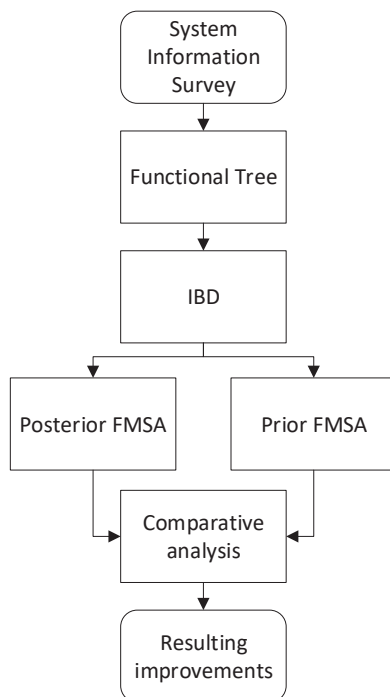 System
Information
Survey
Functional Tree
IBD
Posterior FMSA
Prior FMSA
Comparative
analysis
Resulting
improvements